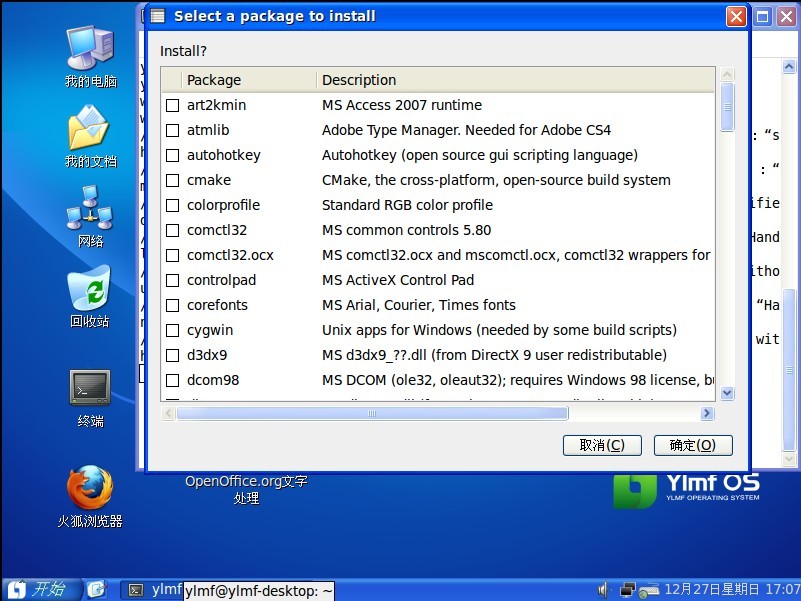 Select a package to install
Install?
Package Description
art2kmin MS Access 2007 runtime
atmlib Adobe Type Manager. Needed for Adobe CS4
autohotkey Autohotkey (open source gui scripting language)
cmake CMake, the cross-platform, open-source build system
colorprofile Standard RGB color profile
comctl32 MS common controls 5.80
comctl32.ocx MS comctl32.ocx and mscomctl.ocx, comctl32 wrappers for
controlpad MS ActiveX Control Pad
corefonts MS Arial, Courier, Times fonts
cygwin Unix apps for Windows (needed by some build scripts)
d3dx9 MS d3dx9_??.dll (from DirectX 9 user redistributable)
dcom98 MS DCOM (ole32, oleaut32); requires Windows 98 license, bu
取消(C) 确定(O)
: “s
: “
ifie
Hand
itho
“Ha
wit
我的电脑
我的文档
网络
回收站
终端
火狐浏览器
OpenOffice.org文字
处理
Ylmf OS
YLMF OPERATING SYSTEM
开始
ylmf
ylmf@ylmf-desktop: ~
12月27日星期日 17:07